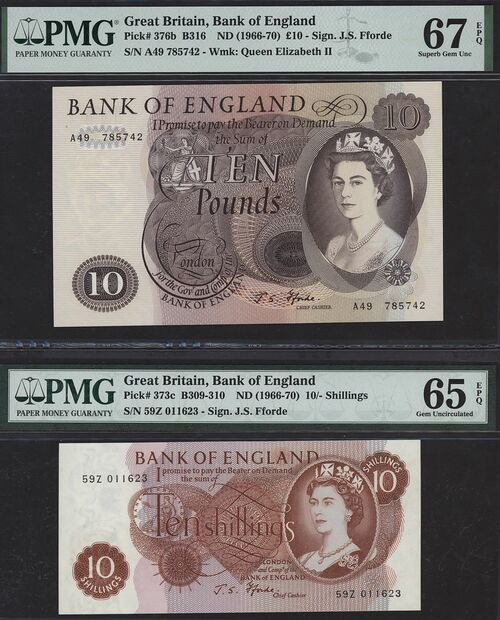 PMG
PAPER MONEY GUARANTY
Great Britain, Bank of England
Pick# 376b B316 ND (1966-70) £10 - Sign. J.S. Fforde
S/N A49 785742 - Wmk: Queen Elizabeth II
67 EPQ
Superb Gem Unc
BANK OF ENGLAND
I Promise to pay the Bearer on Demand
the Sum of
10
A49 785742
TEN
Pounds
London
For the Gov: and Comp: of the
BANK OF ENGLAND
10
J. S. Fforde.
CHIEF CASHIER
A49 785742
PMG
PAPER MONEY GUARANTY
Great Britain, Bank of England
Pick# 373c B309-310 ND (1966-70) 10/- Shillings
S/N 59Z 011623 - Sign. J.S. Fforde
65 EPQ
Gem Uncirculated
BANK OF ENGLAND
59Z 011623
I promise to pay the Bearer on Demand
the sum of
SHILLINGS
10
Ten shillings
LONDON
and Comp? of the
BANK OF ENGLAND
10
SHILLINGS
J. S. Fforde
Chief Cashier
59Z 011623